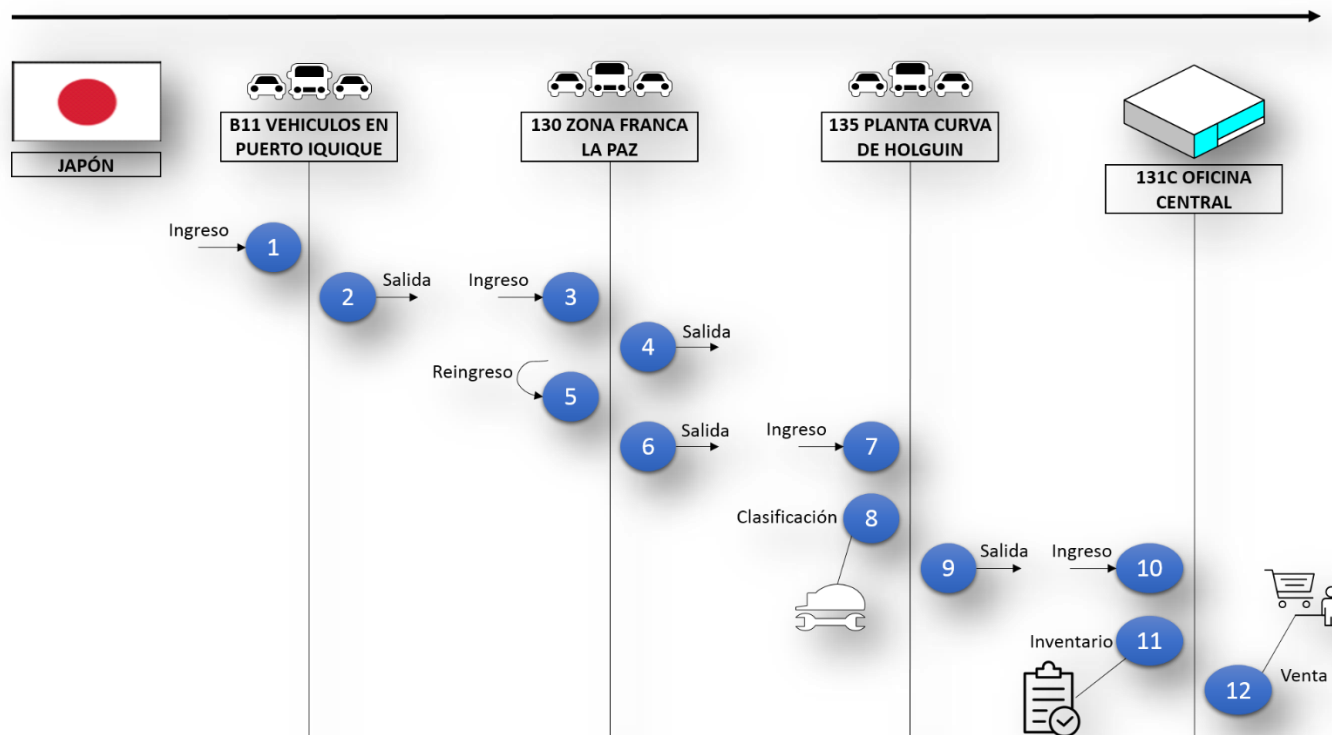 JAPÓN
B11 VEHICULOS EN
PUERTO IQUIQUE
130 ZONA FRANCA
LA PAZ
135 PLANTA CURVA
DE HOLGUIN
131C OFICINA
CENTRAL
Ingreso
1
2
Salida
Ingreso
3
4
Salida
Reingreso
5
6
Salida
Ingreso
7
Clasificación
8
9
Salida
Ingreso
10
Inventario
11
12
Venta